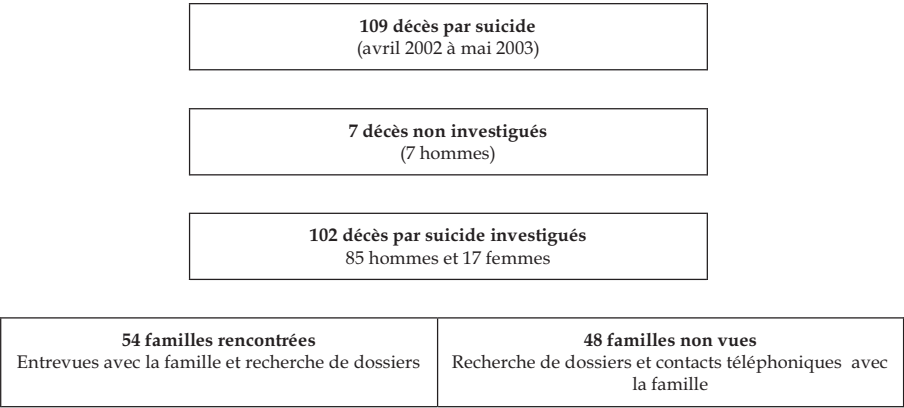 109 décès par suicide
(avril 2002 à mai 2003)
7 décès non investigués
(7 hommes)
102 décès par suicide investigués
85 hommes et 17 femmes
54 familles rencontrées
Entrevues avec la famille et recherche de dossiers
48 familles non vues
Recherche de dossiers et contacts téléphoniques avec
la famille